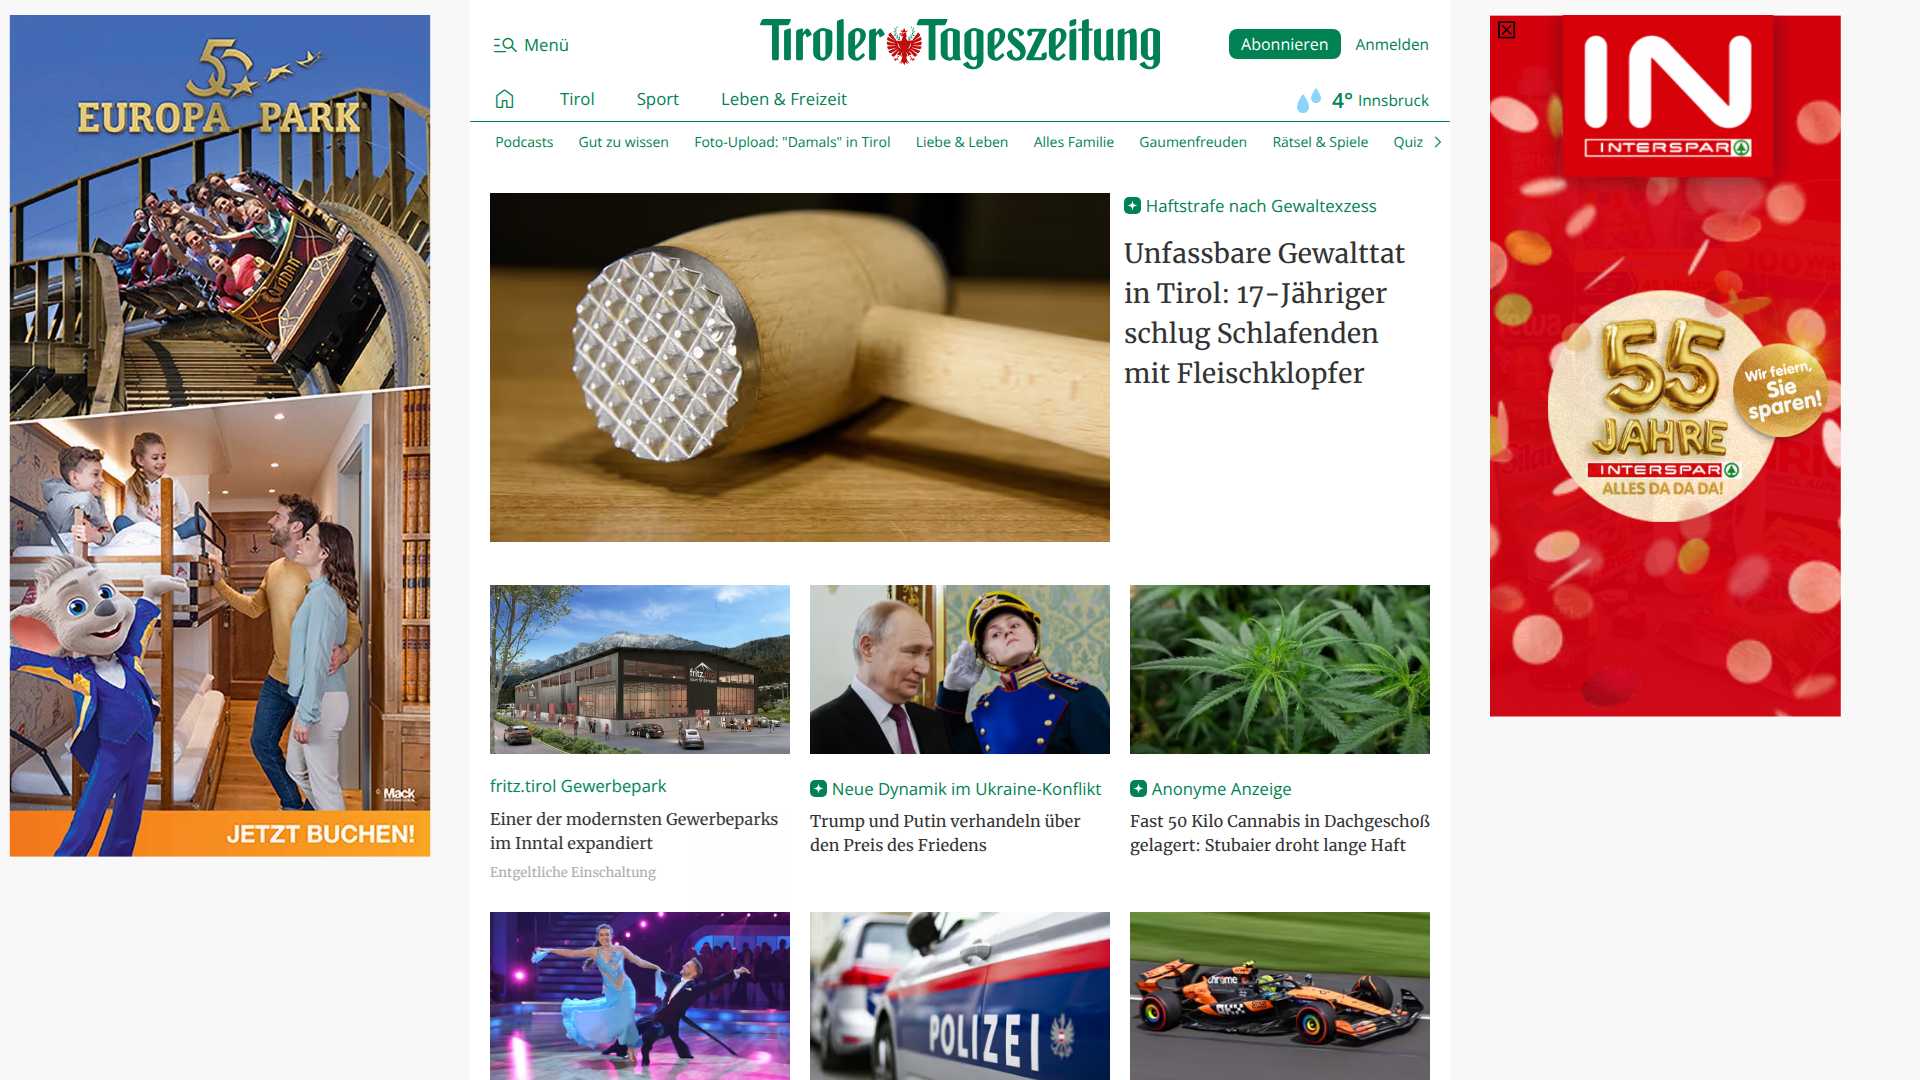 50
EUROPA PARK
© Mack
JETZT BUCHEN!
Menü
Tiroler Tageszeitung
Abonnieren
Anmelden
Tirol
Sport
Leben & Freizeit
4° Innsbruck
Podcasts
Gut zu wissen
Foto-Upload: "Damals" in Tirol
Liebe & Leben
Alles Familie
Gaumenfreuden
Rätsel & Spiele
Quiz
Haftstrafe nach Gewaltexzess
Unfassbare Gewalttat
in Tirol: 17-Jähriger
schlug Schlafenden
mit Fleischklopfer
fritz.tirol
fritz.tirol Gewerbepark
Einer der modernsten Gewerbeparks
im Inntal expandiert
Entgeltliche Einschaltung
Neue Dynamik im Ukraine-Konflikt
Trump und Putin verhandeln über
den Preis des Friedens
Anonyme Anzeige
Fast 50 Kilo Cannabis in Dachgeschoß
gelagert: Stubaier droht lange Haft
POLIZEI
chrome
OKX
IN
INTERSPAR
55
JAHRE
INTERSPAR
ALLES DA DA DA!
Wir feiern,
Sie
sparen!